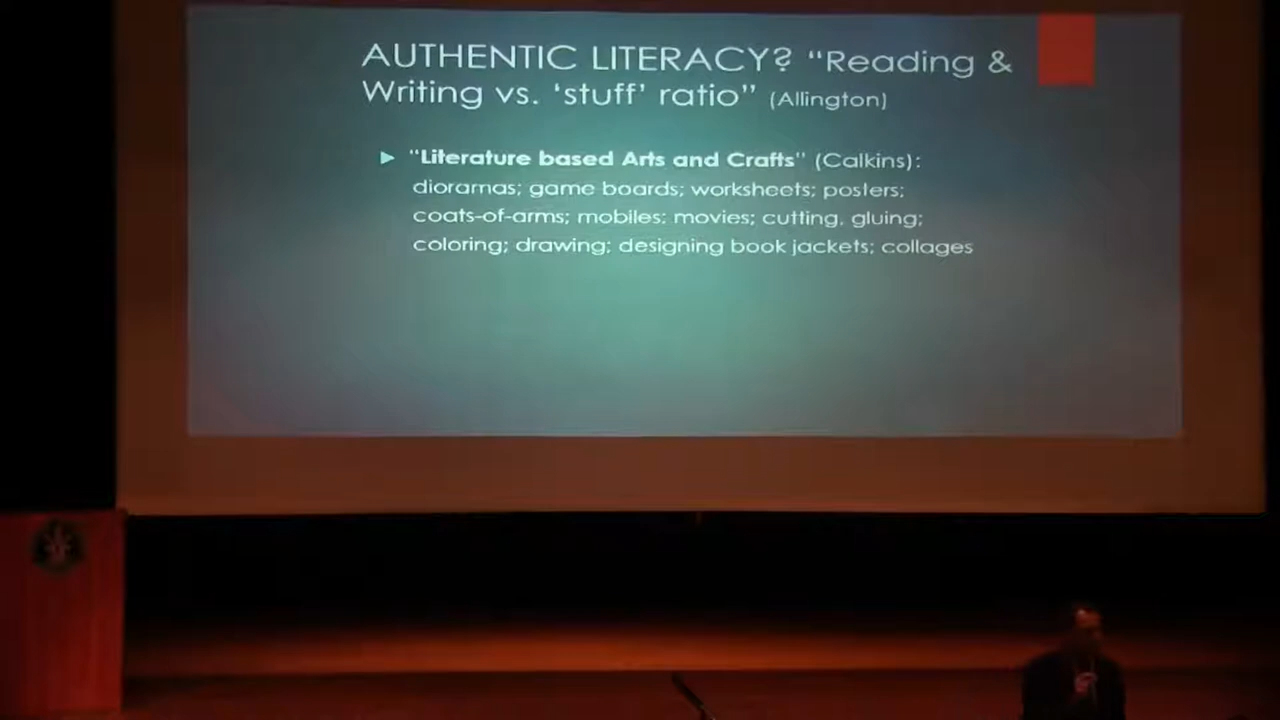 AUTHENTIC LITERACY? “Reading &
Writing vs. ‘stuff’ ratio” (Allington)
"Literature based Arts and Crafts" (Calkins):
dioramas; game boards; worksheets; posters;
coats-of-arms; mobiles; movies; cutting, gluing;
coloring; drawing; designing book jackets; collages